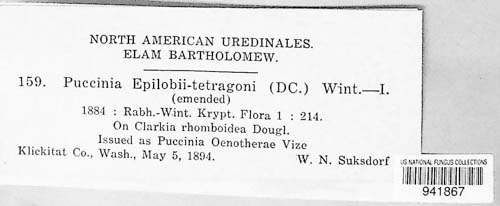 NORTH AMERICAN UREDINALES.
ELAM BARTHOLOMEW.
159. Puccinia Epilobii-tetragoni (DC.) Wint.—I.
(emended)
1884 : Rabh.-Wint. Krypt. Flora 1 : 214.
On Clarkia rhomboidea Dougl.
Issued as Puccinia Oenotherae Vize
Klickitat Co., Wash., May 5, 1894. W. N. Suksdorf
US NATIONAL FUNGUS COLLECTIONS
941867